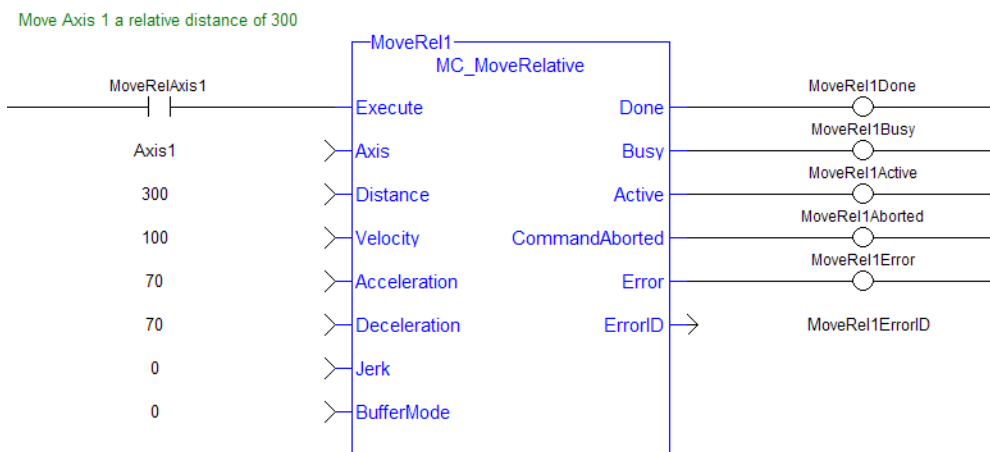 Move Axis 1 a relative distance of 300
MoveRel1
MC_MoveRelative
MoveRelAxis1
Execute
Done
MoveRel1Done
Axis1
Axis
Busy
MoveRel1Busy
300
Distance
Active
MoveRel1Active
100
Velocity
CommandAborted
MoveRel1Aborted
70
Acceleration
Error
MoveRel1Error
70
Deceleration
ErrorID
MoveRel1ErrorID
0
Jerk
0
BufferMode